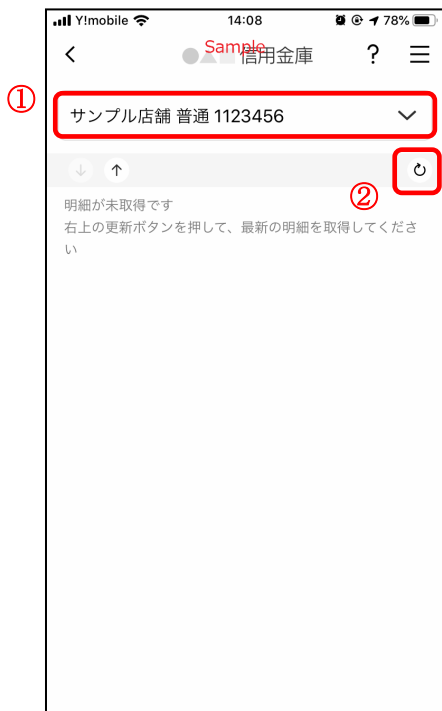 Y!mobile 14:08 78%
Sample
●▲■信用金庫 ?
①
サンプル店舗 普通 1123456
②
明細が未取得です
右上の更新ボタンを押して、最新の明細を取得してくださ
い